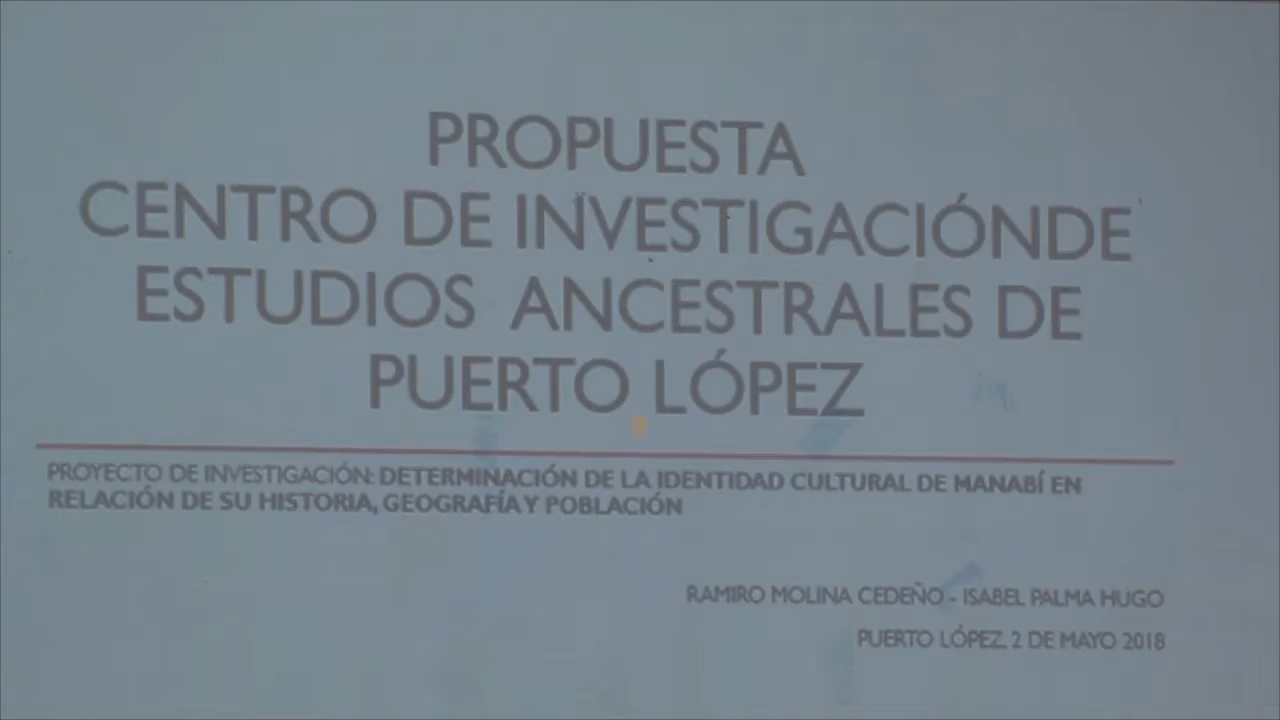 PROPUESTA
CENTRO DE INVESTIGACIÓNDE
ESTUDIOS ANCESTRALES DE
PUERTO LÓPEZ
PROYECTO DE INVESTIGACIÓN: DETERMINACIÓN DE LA IDENTIDAD CULTURAL DE MANABÍ EN
RELACIÓN DE SU HISTORIA, GEOGRAFÍA Y POBLACIÓN
RAMIRO MOLINA CEDEÑO - ISABEL PALMA HUGO
PUERTO LÓPEZ, 2 DE MAYO 2018